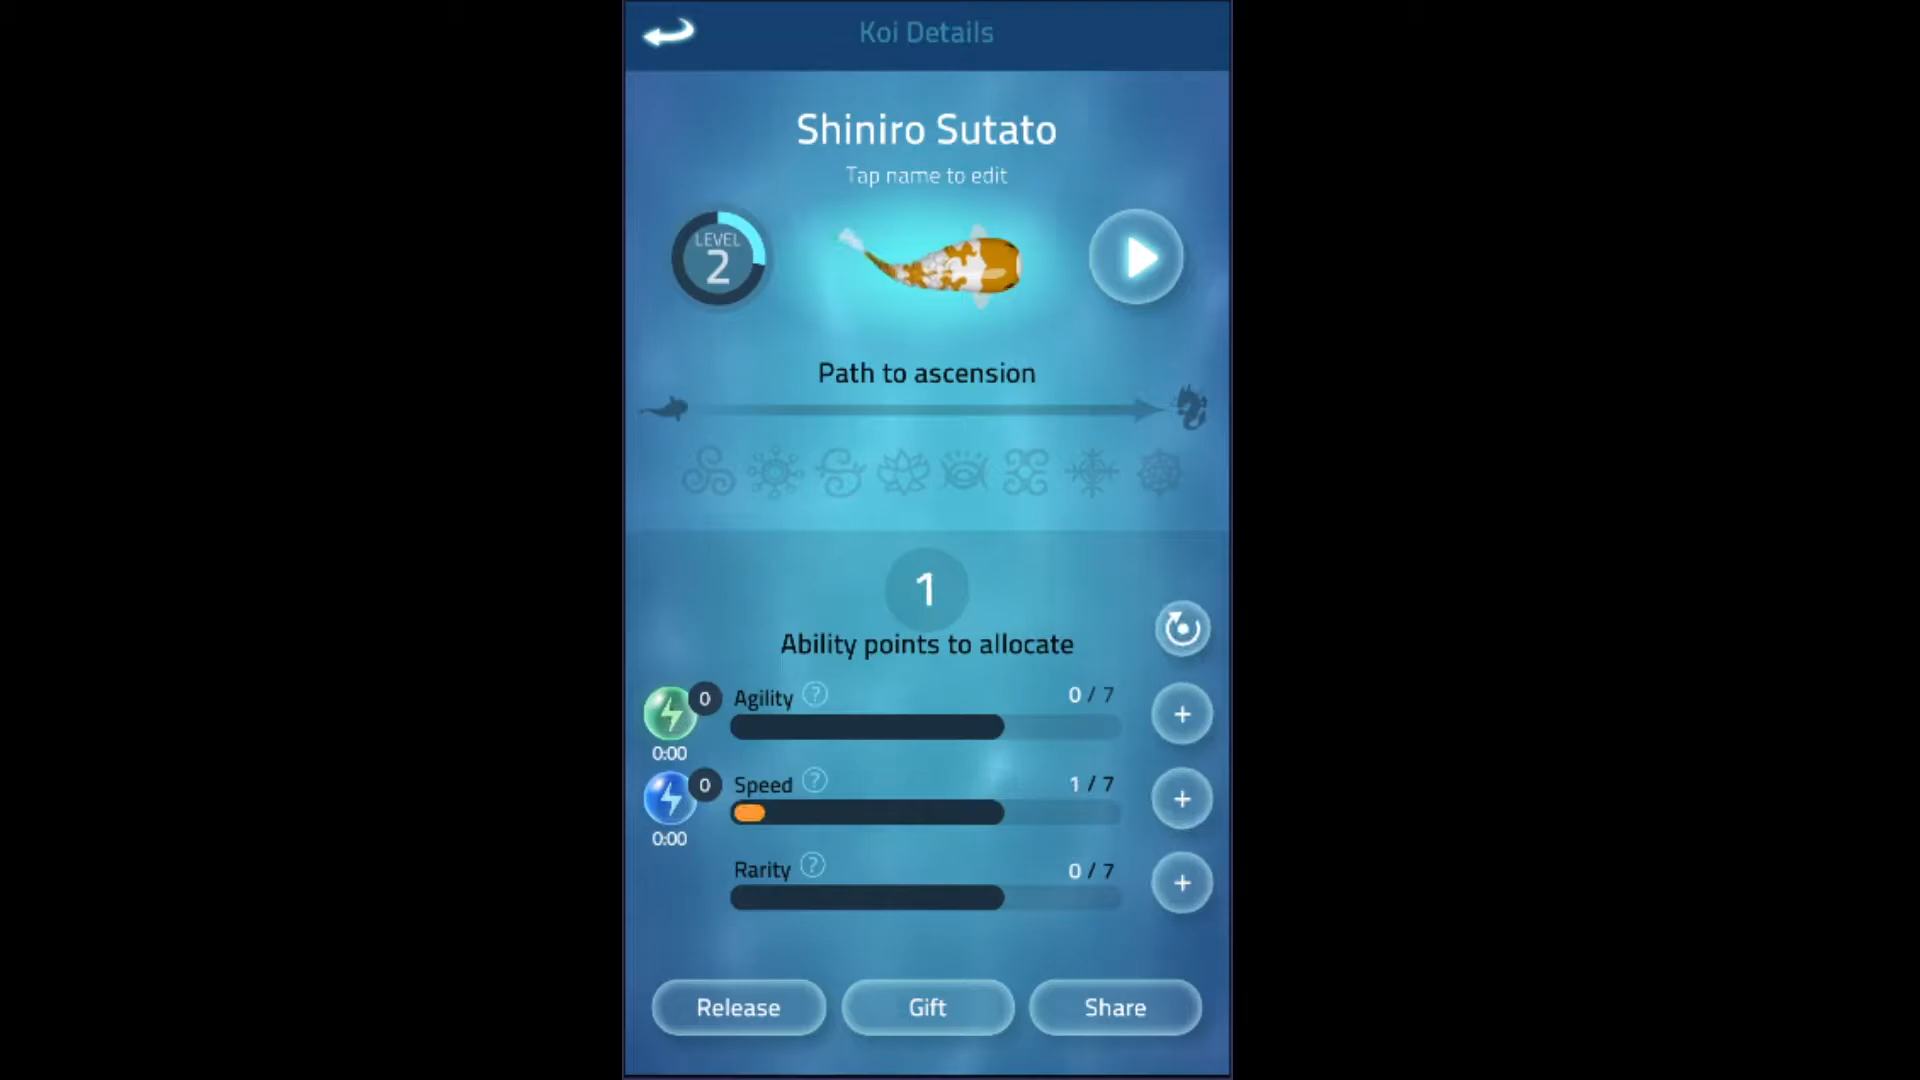 Koi Details
Shiniro Sutato
Tap name to edit
LEVEL
2
Path to ascension
1
Ability points to allocate
0 Agility ? 0 / 7
+
0:00
0 Speed ? 1 / 7
+
0:00
Rarity ? 0 / 7
+
Release Gift Share